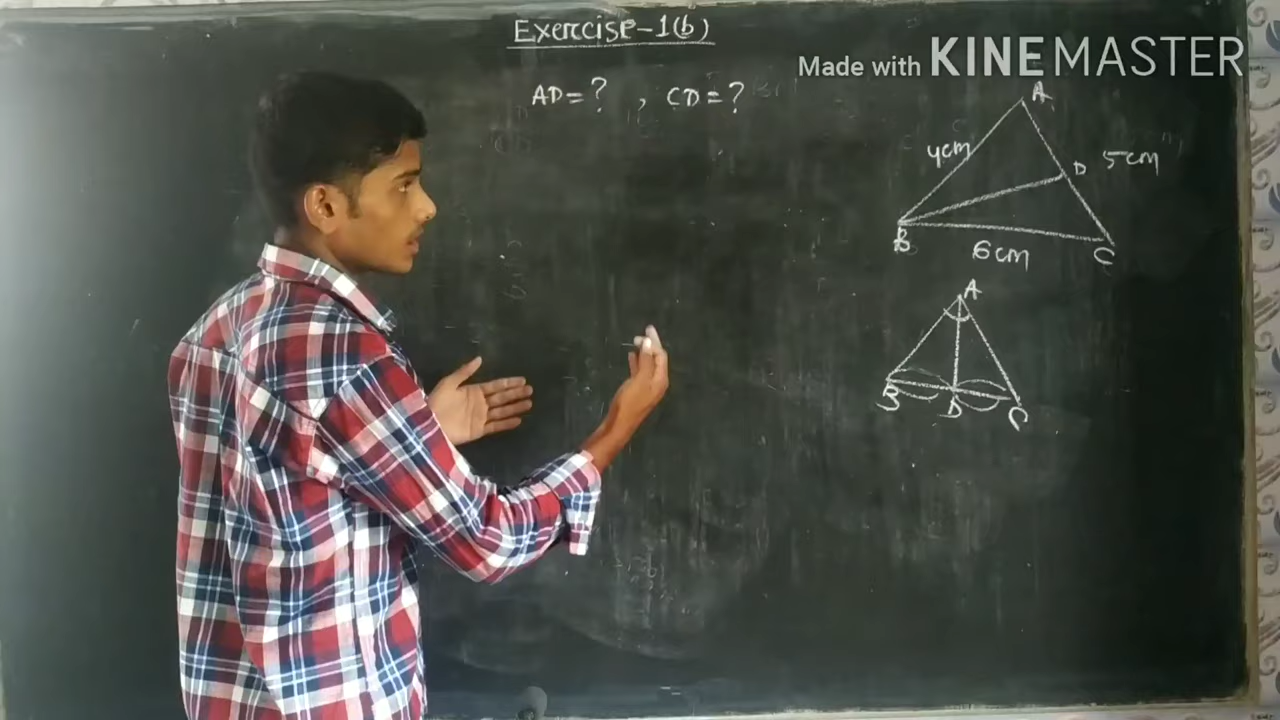 Exercise-1(b)
Made with KINEMASTER
AD=? , CD=?
A
4cm
D
5cm
B
6cm
C
A
B
D
C